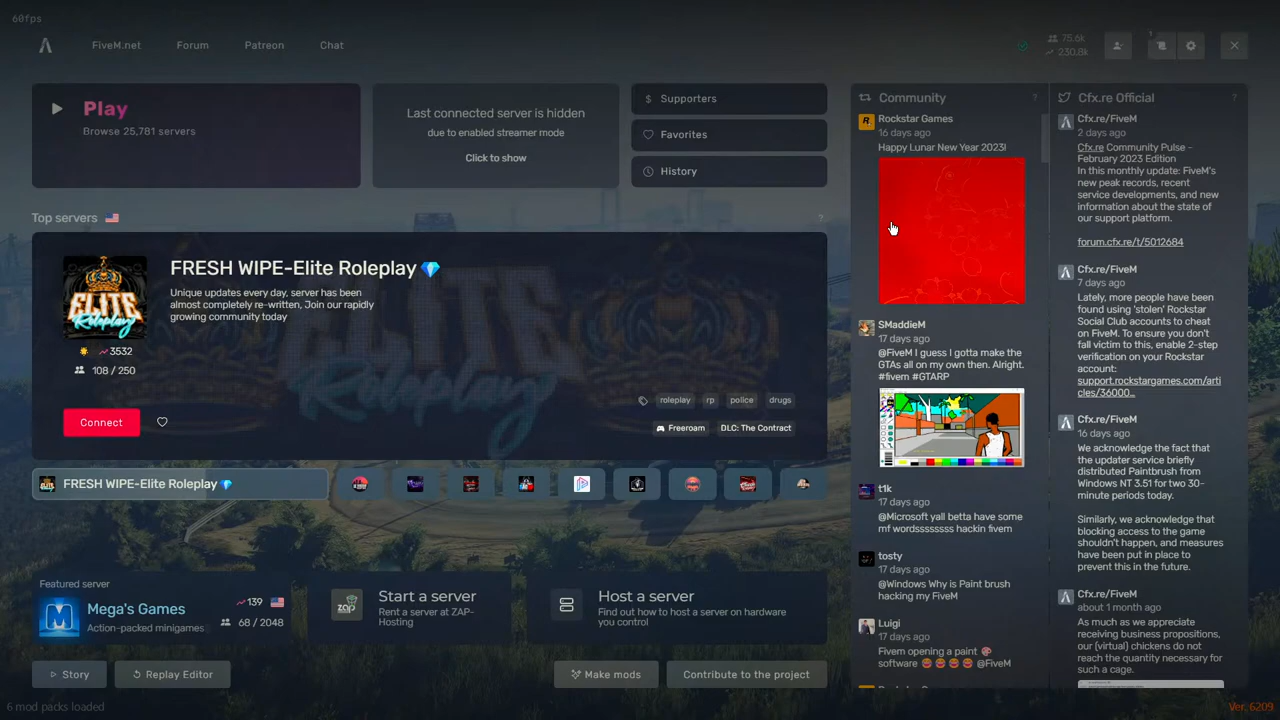 60fps
FiveM.net
Forum
Patreon
Chat
75.6k
230.8k
1
Play
Browse 25,781 servers
Last connected server is hidden
due to enabled streamer mode
Click to show
$ Supporters
Favorites
History
Top servers
?
ELITE
Roleplay
FRESH WIPE-Elite Roleplay
Unique updates every day, server has been
almost completely re-written, Join our rapidly
growing community today
3532
108 / 250
Connect
roleplay
rp
police
drugs
Freeroam
DLC: The Contract
ELITE
Roleplay
FRESH WIPE-Elite Roleplay
Featured server
Mega's Games
Action-packed minigames
139
68 / 2048
ZAP
Start a server
Rent a server at ZAP-
Hosting
Host a server
Find out how to host a server on hardware
you control
Story
Replay Editor
Make mods
Contribute to the project
6 mod packs loaded
Community
?
Rockstar Games
16 days ago
Happy Lunar New Year 2023!
SMaddieM
17 days ago
@FiveM I guess I gotta make the
GTAs all on my own then. Alright.
#fivem #GTARP
t1k
17 days ago
@Microsoft yall betta have some
mf wordsssssss hackin fivem
tosty
17 days ago
@Windows Why is Paint brush
hacking my FiveM
Luigi
17 days ago
Fivem opening a paint
software @FiveM
Cfx.re Official
?
Cfx.re/FiveM
2 days ago
Cfx.re Community Pulse -
February 2023 Edition
In this monthly update: FiveM's
new peak records, recent
service developments, and new
information about the state of
our support platform.
forum.cfx.re/t/5012684
Cfx.re/FiveM
7 days ago
Lately, more people have been
found using 'stolen' Rockstar
Social Club accounts to cheat
on FiveM. To ensure you don't
fall victim to this, enable 2-step
verification on your Rockstar
account:
support.rockstargames.com/arti
cles/36000…
Cfx.re/FiveM
16 days ago
We acknowledge the fact that
the updater service briefly
distributed Paintbrush from
Windows NT 3.51 for two 30-
minute periods today.
Similarly, we acknowledge that
blocking access to the game
shouldn't happen, and measures
have been put in place to
prevent this in the future.
Cfx.re/FiveM
about 1 month ago
As much as we appreciate
receiving business propositions,
our (virtual) chickens do not
reach the quantity necessary for
such a cage.
Ver. 6209